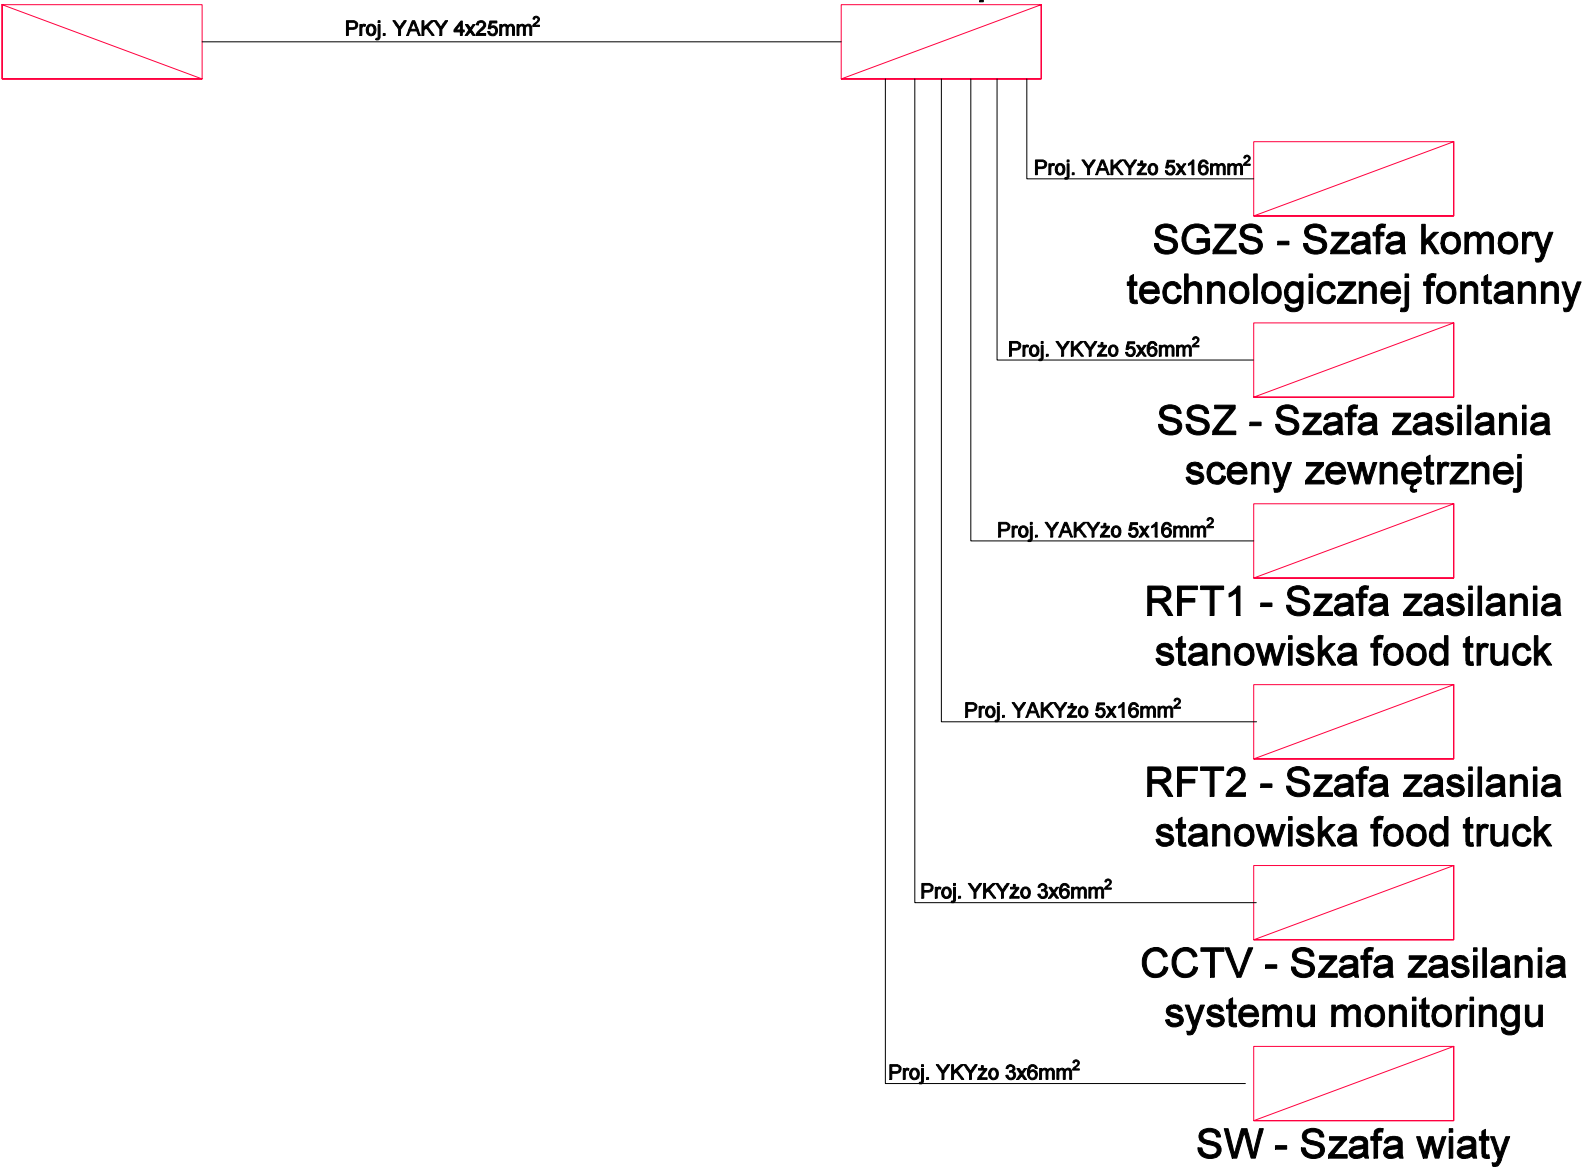 Proj. YAKY 4x25mm²
Proj. YAKYżo 5x16mm²
SGZS - Szafa komory
technologicznej fontanny
Proj. YKYżo 5x6mm²
SSZ - Szafa zasilania
sceny zewnętrznej
Proj. YAKYżo 5x16mm²
RFT1 - Szafa zasilania
stanowiska food truck
Proj. YAKYżo 5x16mm²
RFT2 - Szafa zasilania
stanowiska food truck
Proj. YKYżo 3x6mm²
CCTV - Szafa zasilania
systemu monitoringu
Proj. YKYżo 3x6mm²
SW - Szafa wiaty